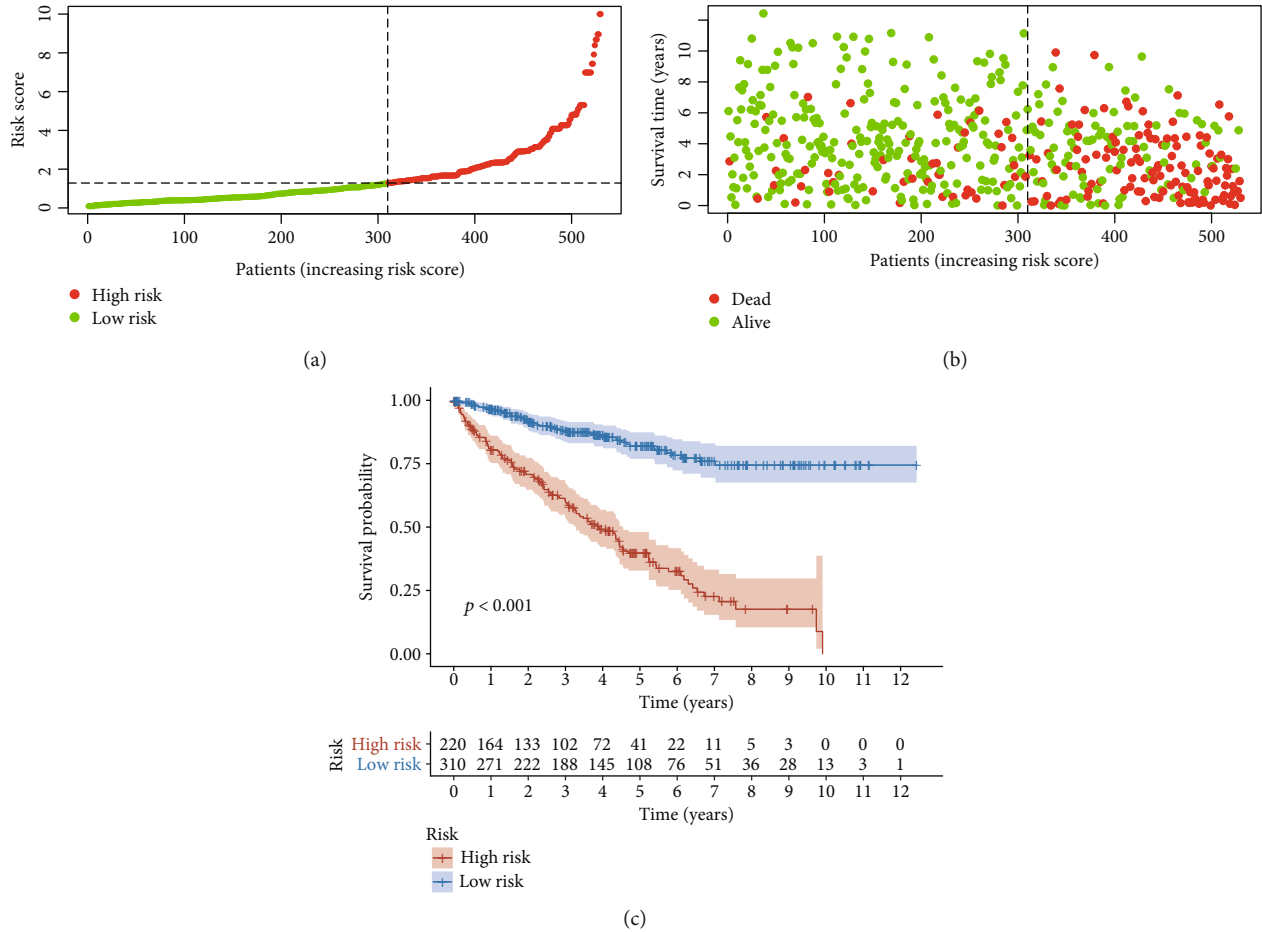 10
8
6
4
2
0
Risk score
0 100 200 300 400 500
Patients (increasing risk score)
High risk
Low risk
(a)
10
8
6
4
2
0
Survival time (years)
0 100 200 300 400 500
Patients (increasing risk score)
Dead
Alive
(b)
1.00
0.75
0.50
0.25
0.00
Survival probability
p < 0.001
0 1 2 3 4 5 6 7 8 9 10 11 12
Time (years)
Risk
High risk 220 164 133 102 72 41 22 11 5 3 0 0 0
Low risk 310 271 222 188 145 108 76 51 36 28 13 3 1
0 1 2 3 4 5 6 7 8 9 10 11 12
Time (years)
Risk
High risk
Low risk
(c)